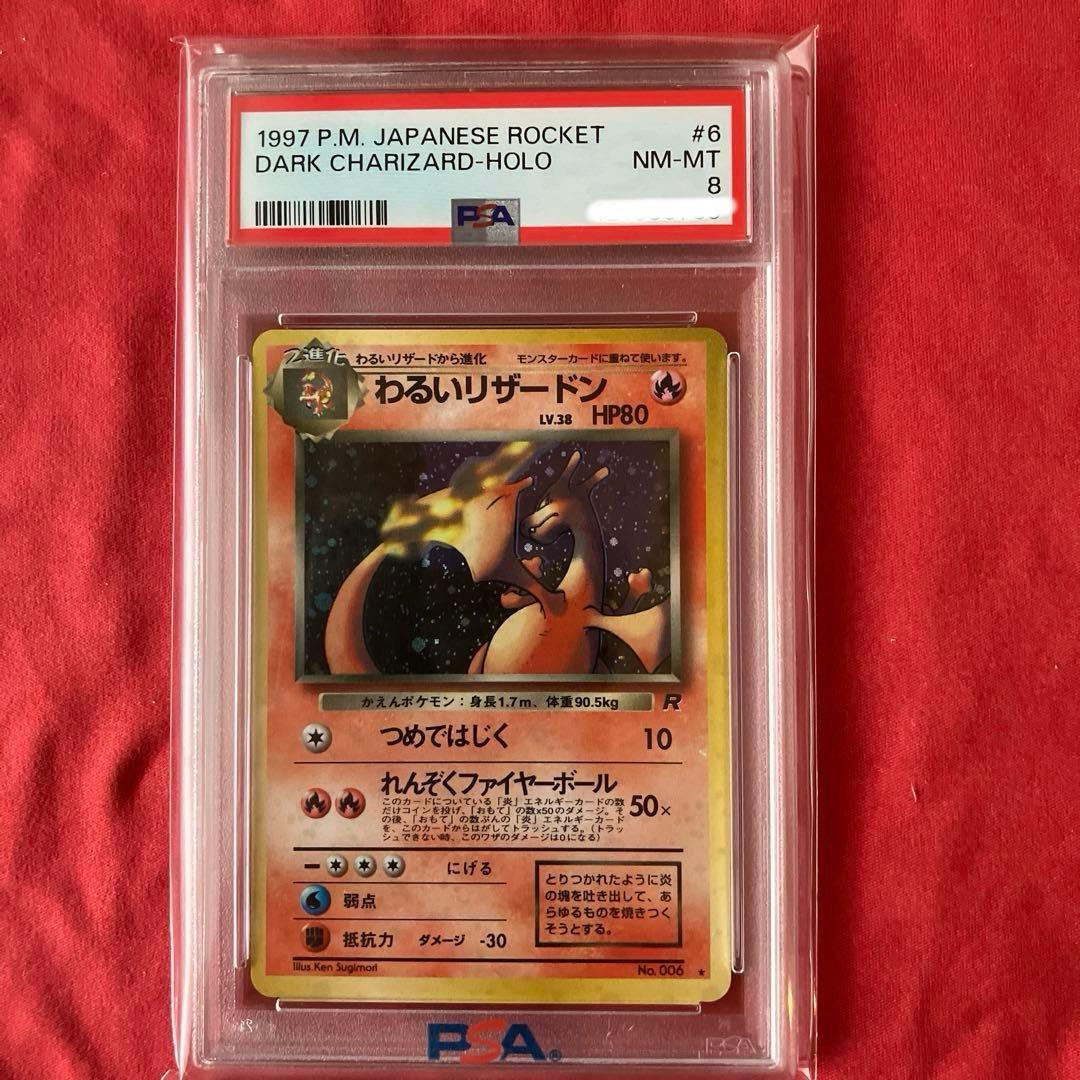 1997 P.M. JAPANESE ROCKET #6
DARK CHARIZARD-HOLO NM-MT
8
PSA
2進化 わるいリザードから進化 モンスターカードに重ねて使います。
わるいリザードン
LV.38 HP80
かえんポケモン：身長1.7m、体重90.5kg
R
つめではじく 10
れんぞくファイヤーボール
このカードについている「炎」エネルギーカードの数
だけコインを投げ、「おもて」の数x50のダメージ。そ
の後、「おもて」の数ぶんの「炎」エネルギーカード
を、このカードからはがしてトラッシュする。（トラッ
シュできない時、このワザのダメージは0になる）
50×
にげる
弱点
抵抗力 ダメージ -30
とりつかれたように炎
の塊を吐き出して、あ
らゆるものを焼きつく
そうとする。
Illus. Ken Sugimori No. 006 ★
PSA®
PSA